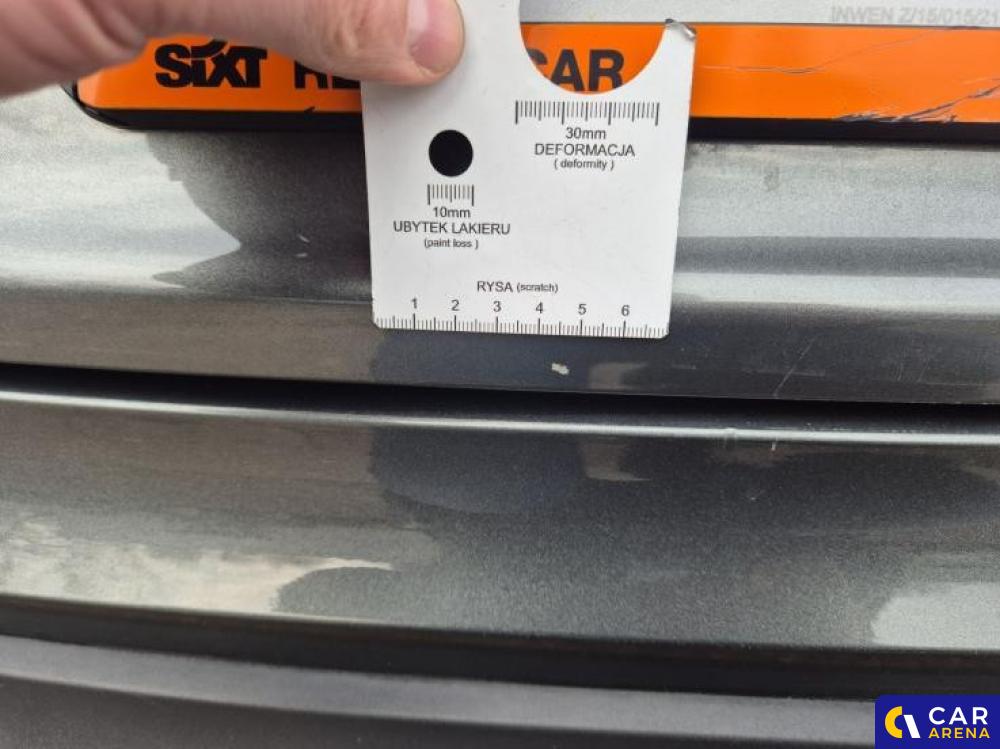 INWEN Z/15/015/21
SiXT RE CAR
30mm
DEFORMACJA
( deformity )
10mm
UBYTEK LAKIERU
(paint loss )
RYSA (scratch)
1 2 3 4 5 6
CAR
ARENA